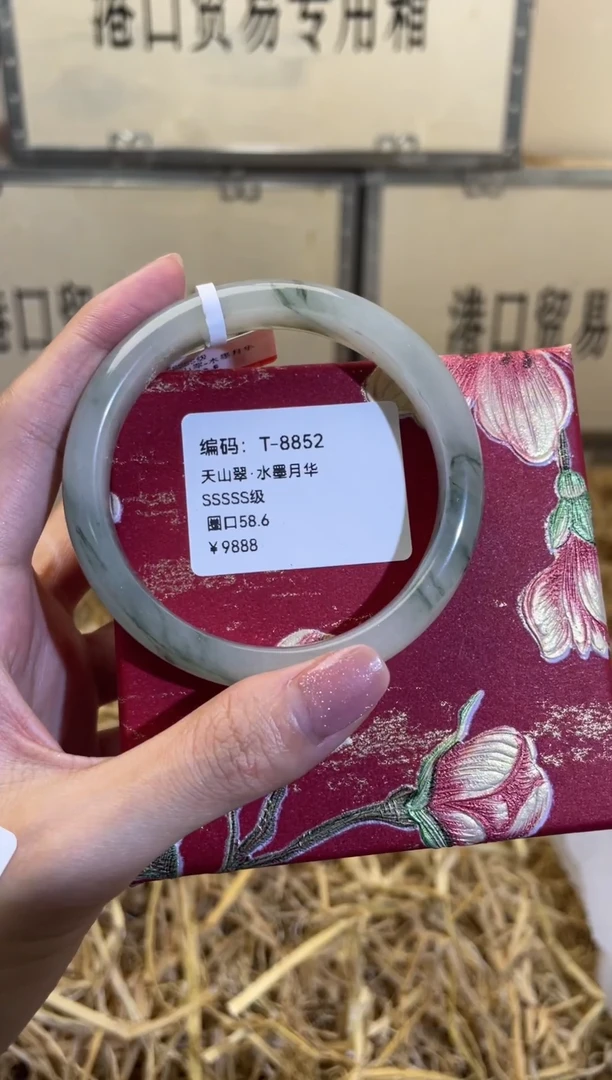 港口贸易专用箱
港口贸
港口贸易
编码：T-8852
天山翠·水墨月华
SSSSS级
圈口58.6
￥9888